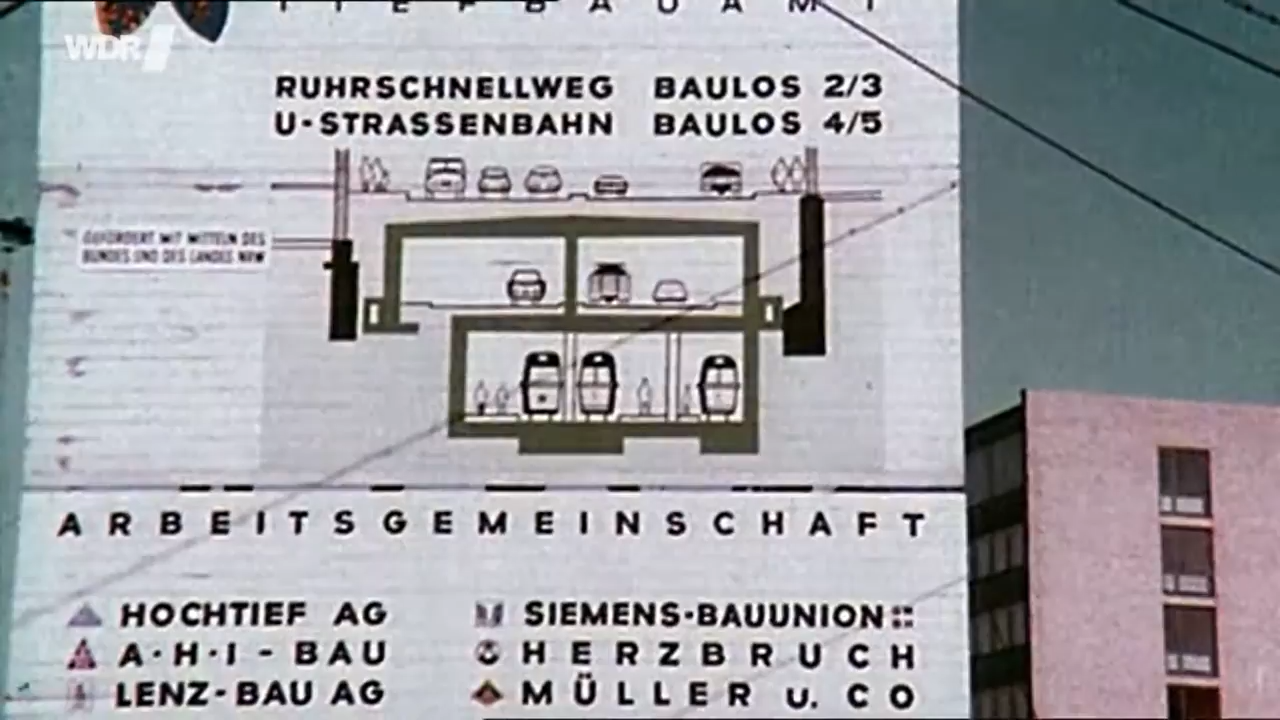 WDR
TIEFBAUAMT
RUHRSCHNELLWEG BAULOS 2/3
U-STRASSENBAHN BAULOS 4/5
GEFÖRDERT MIT MITTELN DES
BUNDES UND DES LANDES NRW
ARBEITSGEMEINSCHAFT
HOCHTIEF AG SIEMENS-BAUUNION
A·H·I-BAU HERZBRUCH
LENZ-BAU AG MÜLLER u. CO